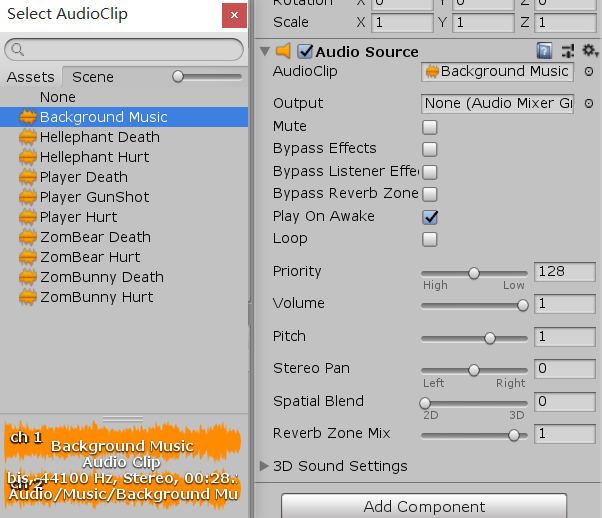 Select AudioClip
Assets
Scene
None
Background Music
Hellephant Death
Hellephant Hurt
Player Death
Player GunShot
Player Hurt
ZomBear Death
ZomBear Hurt
ZomBunny Death
ZomBunny Hurt
ch 1
Background Music
Audio Clip
bis, 44100 Hz, Stereo, 00:28.
ch 2
Audio/Music/Background Mu
Rotation X 0 Y 0 Z 0
Scale X 1 Y 1 Z 1
Audio Source
AudioClip Background Music
Output None (Audio Mixer Gr
Mute
Bypass Effects
Bypass Listener Effe
Bypass Reverb Zone
Play On Awake
Loop
Priority 128
High Low
Volume 1
Pitch 1
Stereo Pan 0
Left Right
Spatial Blend 0
2D 3D
Reverb Zone Mix 1
3D Sound Settings
Add Component